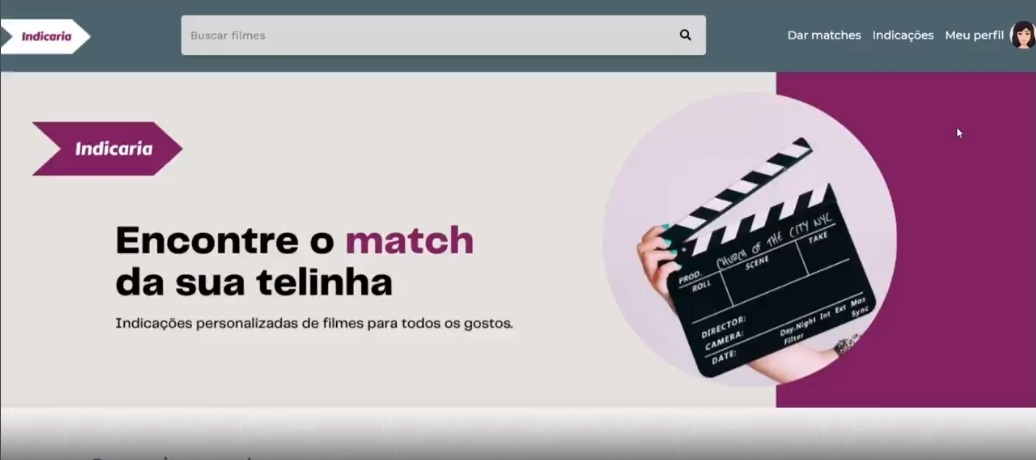 Indicaria
Buscar filmes
Dar matches
Indicações
Meu perfil
Indicaria
Encontre o match
da sua telinha
Indicações personalizadas de filmes para todos os gostos.
CHURCH OF THE CITY NYC
PROD.
ROLL
SCENE
TAKE
DIRECTOR:
CAMERA:
DATE:
Day-Night Int Ext Mos
Filter
Sync